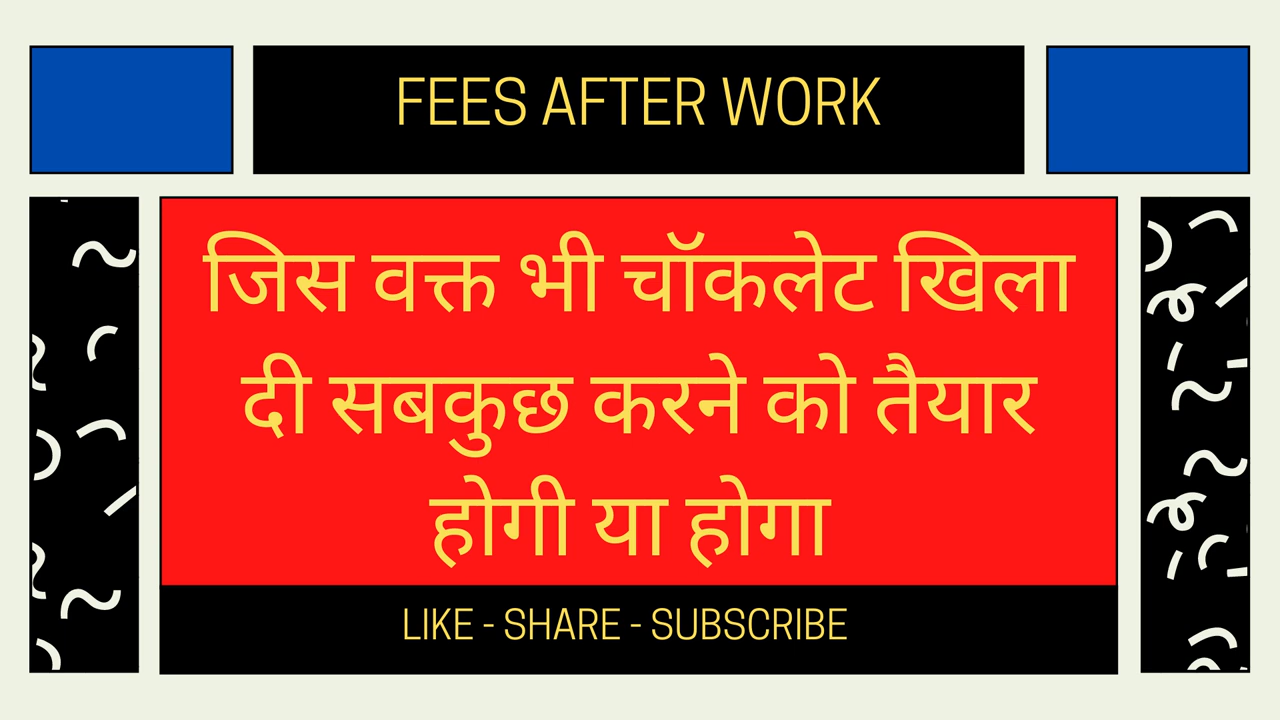 FEES AFTER WORK
जिस वक्त भी चॉकलेट खिला
दी सबकुछ करने को तैयार
होगी या होगा
LIKE - SHARE - SUBSCRIBE